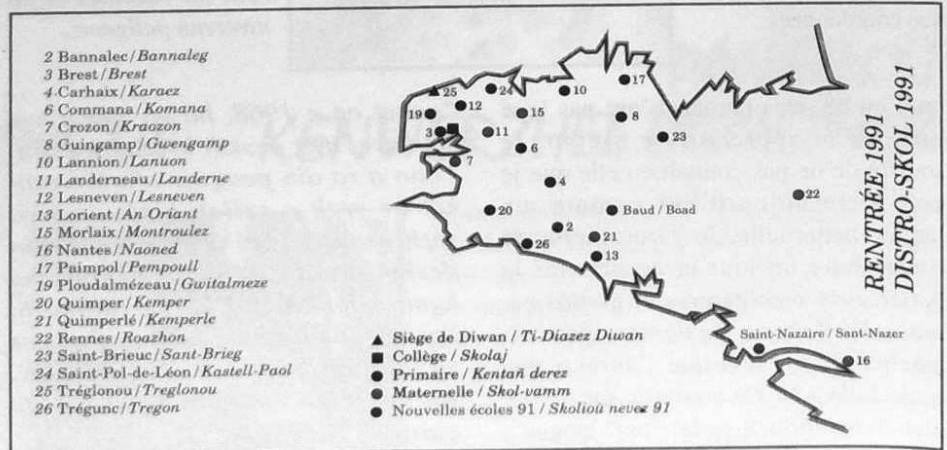 2 Bannalec / Bannaleg
3 Brest / Brest
4 Carhaix / Karaez
6 Commana / Komana
7 Crozon / Kraozon
8 Guingamp / Gwengamp
10 Lannion / Lanuon
11 Landerneau / Landerne
12 Lesneven / Lesneven
13 Lorient / An Oriant
15 Morlaix / Montroulez
16 Nantes / Naoned
17 Paimpol / Pempoull
19 Ploudalmézeau / Gwitalmeze
20 Quimper / Kemper
21 Quimperlé / Kemperle
22 Rennes / Roazhon
23 Saint-Brieuc / Sant-Brieg
24 Saint-Pol-de-Léon / Kastell-Paol
25 Tréglonou / Treglonou
26 Trégunc / Tregon
25
24
10
17
19
12
15
8
23
3
11
6
7
4
22
20
2
Baud / Boad
26
21
13
Saint-Nazaire / Sant-Nazer
16
▲ Siège de Diwan / Ti-Diazez Diwan
■ Collège / Skolaj
● Primaire / Kentañ derez
● Maternelle / Skol-vamm
● Nouvelles écoles 91 / Skolioù nevez 91
RENTRÉE 1991
DISTRO-SKOL 1991